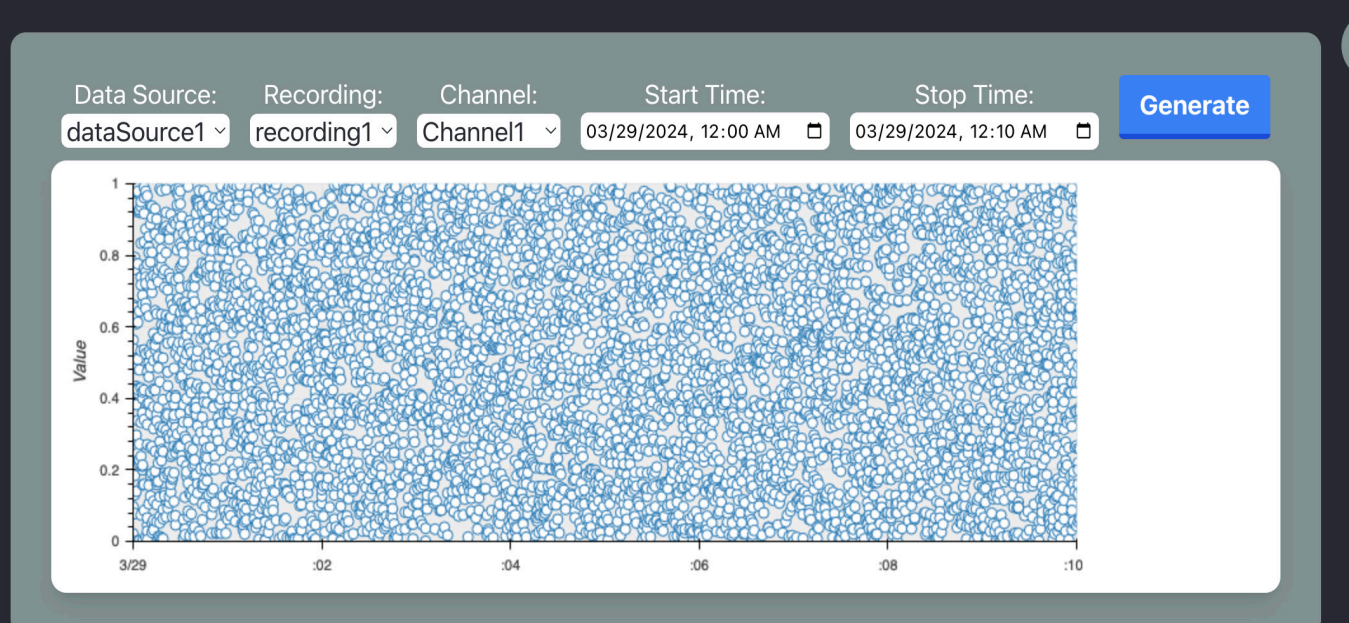 Data Source: Recording: Channel: Start Time: Stop Time: Generate
dataSource1 recording1 Channel1 03/29/2024, 12:00 AM 03/29/2024, 12:10 AM
1
0.8
0.6
Value
0.4
0.2
0
3/29 :02 :04 :06 :08 :10